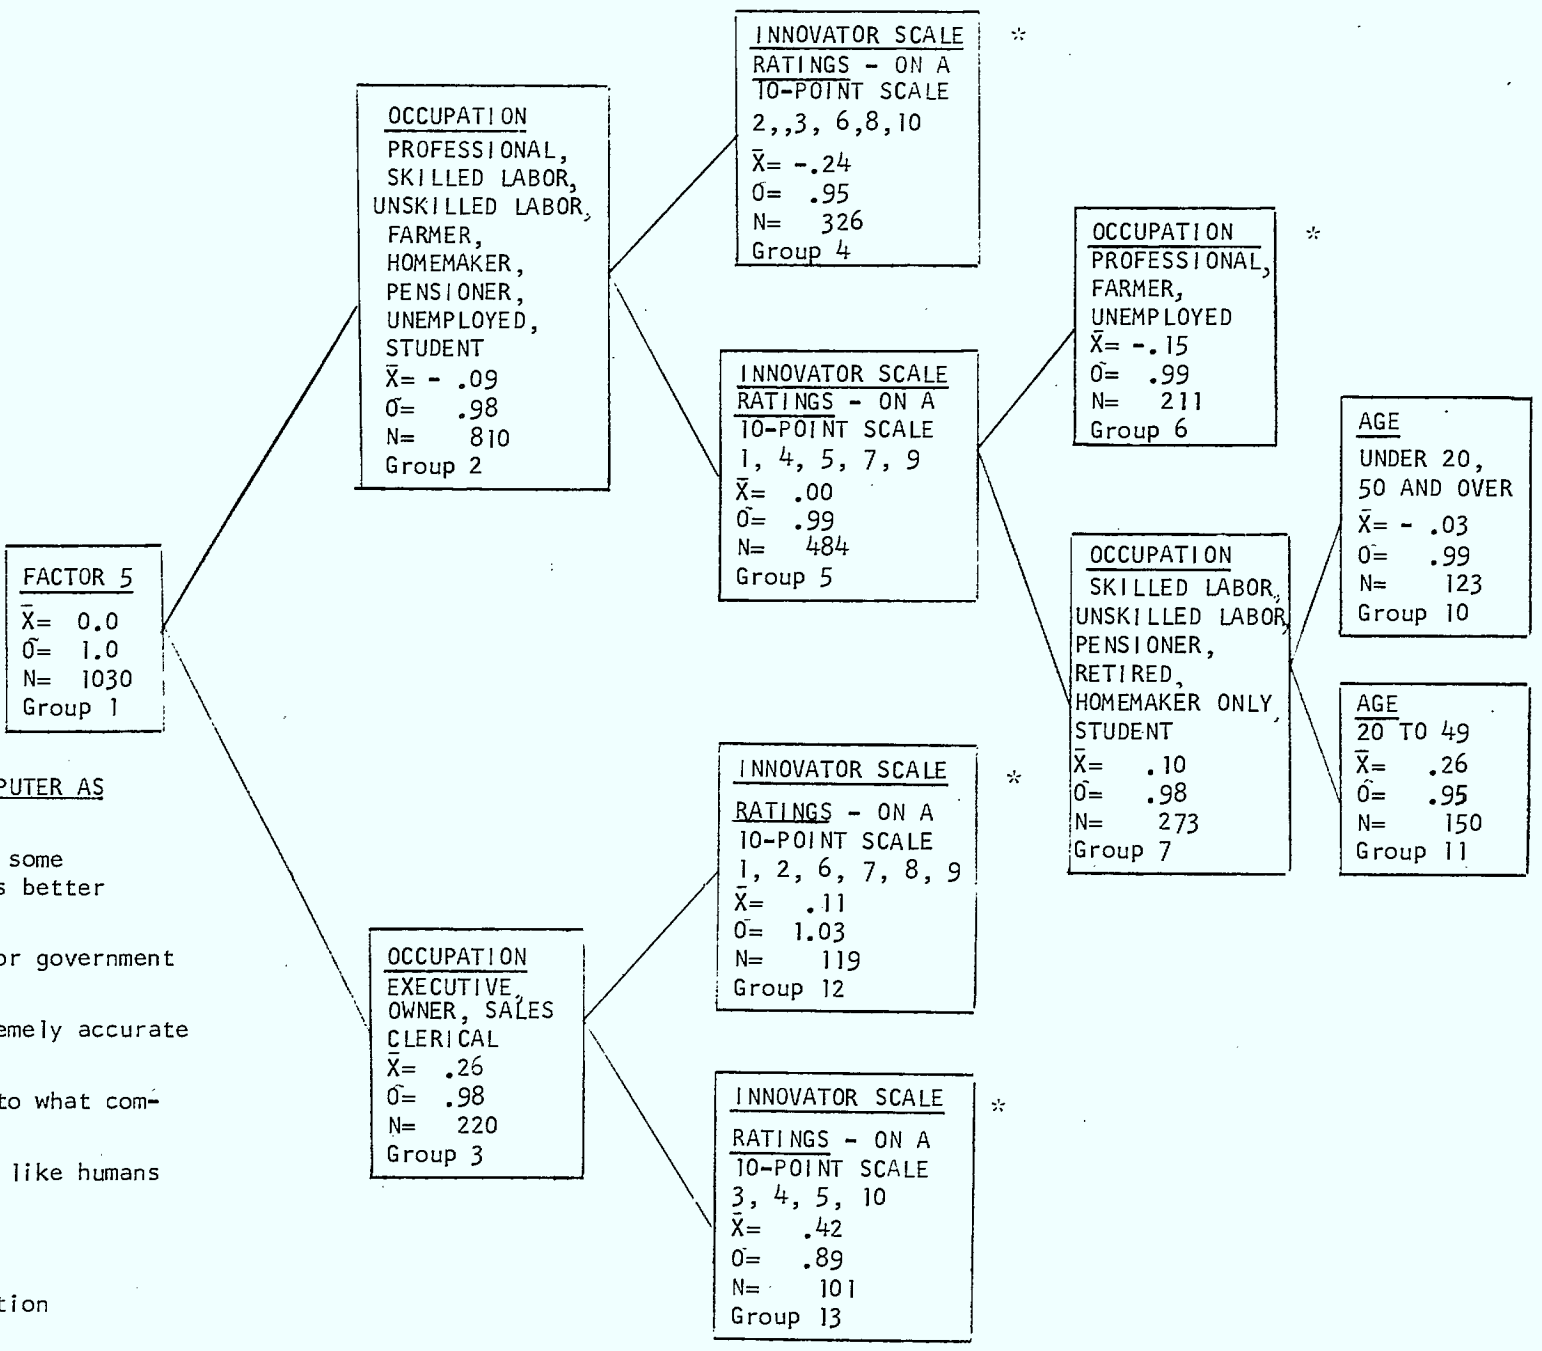 FACTOR 5
X̄= 0.0
σ= 1.0
N= 1030
Group 1
PUTER AS
some
s better
or government
emely accurate
to what com-
like humans
tion
OCCUPATION
PROFESSIONAL,
SKILLED LABOR,
UNSKILLED LABOR,
FARMER,
HOMEMAKER,
PENSIONER,
UNEMPLOYED,
STUDENT
X̄= - .09
σ= .98
N= 810
Group 2
OCCUPATION
EXECUTIVE,
OWNER, SALES
CLERICAL
X̄= .26
σ= .98
N= 220
Group 3
INNOVATOR SCALE *
RATINGS - ON A
10-POINT SCALE
2,,3, 6,8,10
X̄= -.24
σ= .95
N= 326
Group 4
INNOVATOR SCALE
RATINGS - ON A
10-POINT SCALE
1, 4, 5, 7, 9
X̄= .00
σ= .99
N= 484
Group 5
INNOVATOR SCALE *
RATINGS - ON A
10-POINT SCALE
1, 2, 6, 7, 8, 9
X̄= .11
σ= 1.03
N= 119
Group 12
INNOVATOR SCALE *
RATINGS - ON A
10-POINT SCALE
3, 4, 5, 10
X̄= .42
σ= .89
N= 101
Group 13
OCCUPATION *
PROFESSIONAL,
FARMER,
UNEMPLOYED
X̄= -.15
σ= .99
N= 211
Group 6
OCCUPATION
SKILLED LABOR,
UNSKILLED LABOR,
PENSIONER,
RETIRED,
HOMEMAKER ONLY,
STUDENT
X̄= .10
σ= .98
N= 273
Group 7
AGE
UNDER 20,
50 AND OVER
X̄= - .03
σ= .99
N= 123
Group 10
AGE
20 TO 49
X̄= .26
σ= .95
N= 150
Group 11